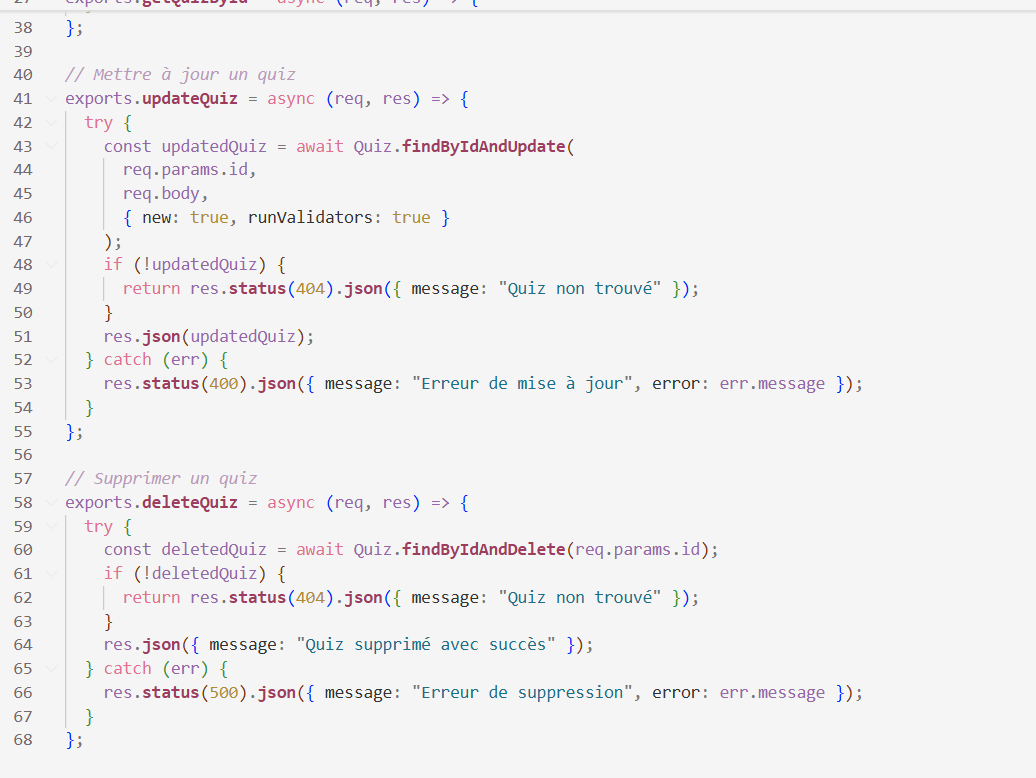 27 exports.getQuizById = async (req, res) => {
38 };
39
40 // Mettre à jour un quiz
41 exports.updateQuiz = async (req, res) => {
42 try {
43 const updatedQuiz = await Quiz.findByIdAndUpdate(
44 req.params.id,
45 req.body,
46 { new: true, runValidators: true }
47 );
48 if (!updatedQuiz) {
49 return res.status(404).json({ message: "Quiz non trouvé" });
50 }
51 res.json(updatedQuiz);
52 } catch (err) {
53 res.status(400).json({ message: "Erreur de mise à jour", error: err.message });
54 }
55 };
56
57 // Supprimer un quiz
58 exports.deleteQuiz = async (req, res) => {
59 try {
60 const deletedQuiz = await Quiz.findByIdAndDelete(req.params.id);
61 if (!deletedQuiz) {
62 return res.status(404).json({ message: "Quiz non trouvé" });
63 }
64 res.json({ message: "Quiz supprimé avec succès" });
65 } catch (err) {
66 res.status(500).json({ message: "Erreur de suppression", error: err.message });
67 }
68 };